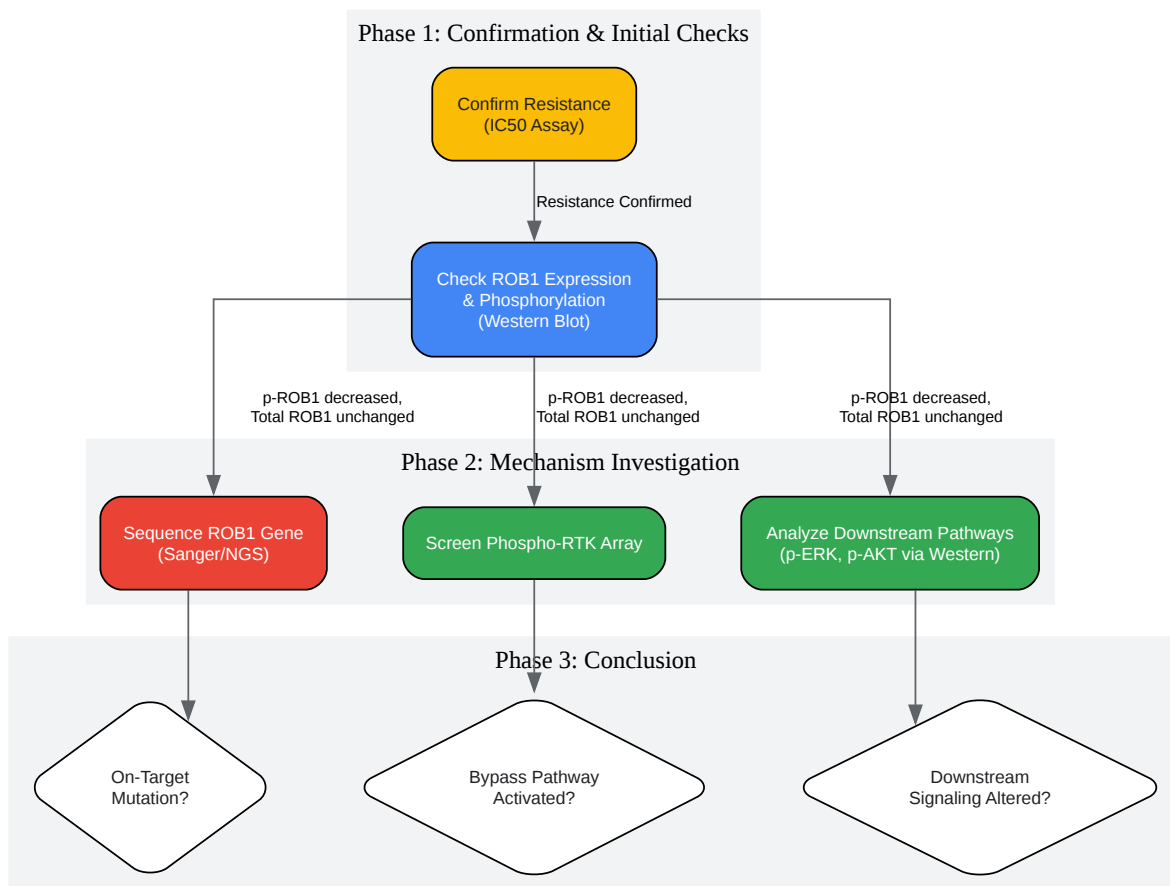 Phase 1: Confirmation & Initial Checks
Confirm Resistance
(IC50 Assay)
Resistance Confirmed
Check ROB1 Expression
& Phosphorylation
(Western Blot)
p-ROB1 decreased,
Total ROB1 unchanged
p-ROB1 decreased,
Total ROB1 unchanged
p-ROB1 decreased,
Total ROB1 unchanged
Phase 2: Mechanism Investigation
Sequence ROB1 Gene
(Sanger/NGS)
Screen Phospho-RTK Array
Analyze Downstream Pathways
(p-ERK, p-AKT via Western)
Phase 3: Conclusion
On-Target
Mutation?
Bypass Pathway
Activated?
Downstream
Signaling Altered?